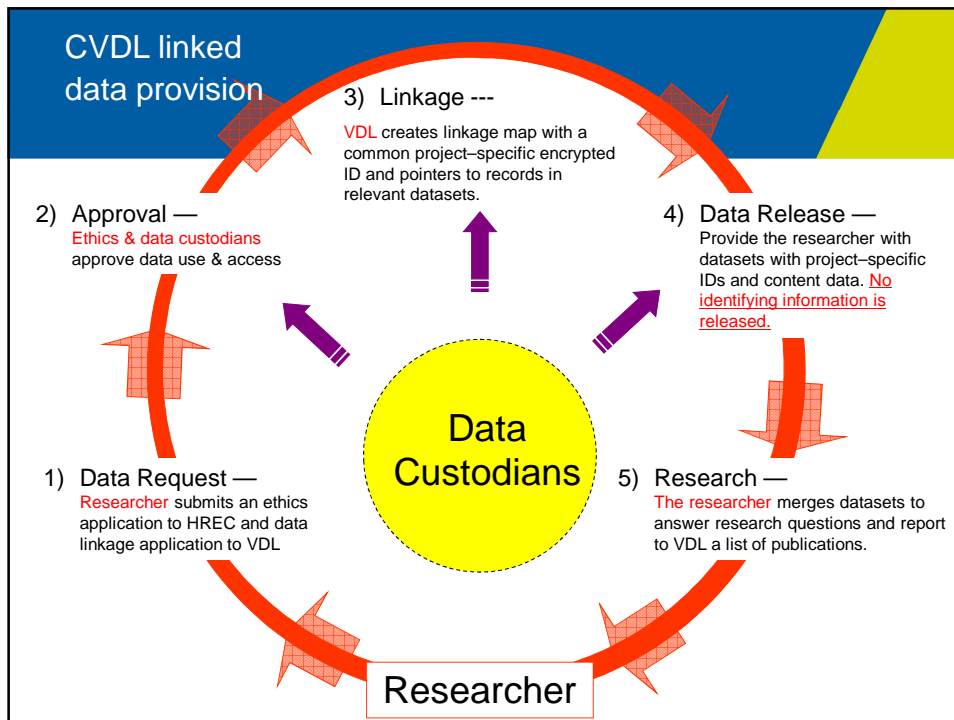 CVDL linked
data provision
3) Linkage ---
VDL creates linkage map with a
common project–specific encrypted
ID and pointers to records in
relevant datasets.
2) Approval —
Ethics & data custodians
approve data use & access
4) Data Release —
Provide the researcher with
datasets with project–specific
IDs and content data. No
identifying information is
released.
Data
Custodians
1) Data Request —
Researcher submits an ethics
application to HREC and data
linkage application to VDL
5) Research —
The researcher merges datasets to
answer research questions and report
to VDL a list of publications.
Researcher